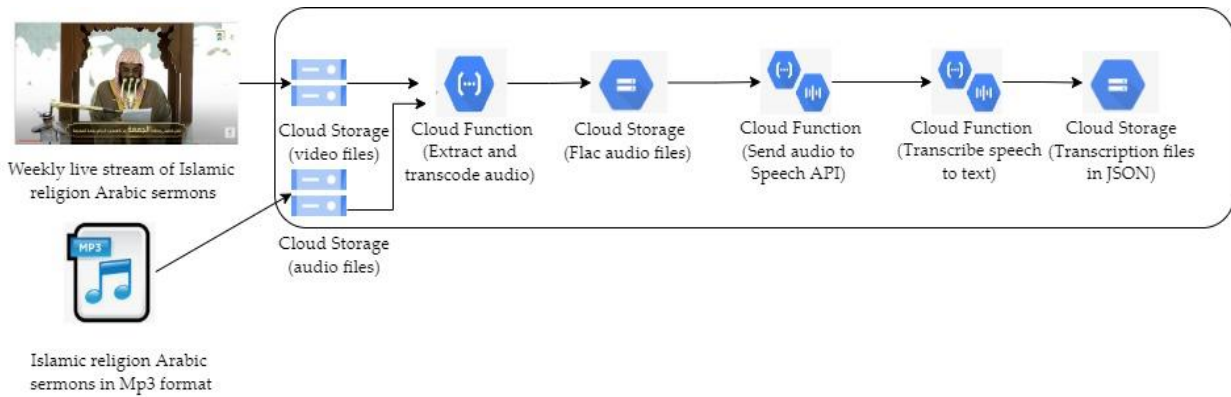 Weekly live stream of Islamic
religion Arabic sermons
MP3
Islamic religion Arabic
sermons in Mp3 format
Cloud Storage
(video files)
Cloud Storage
(audio files)
Cloud Function
(Extract and
transcode audio)
Cloud Storage
(Flac audio files)
Cloud Function
(Send audio to
Speech API)
Cloud Function
(Transcribe speech
to text)
Cloud Storage
(Transcription files
in JSON)